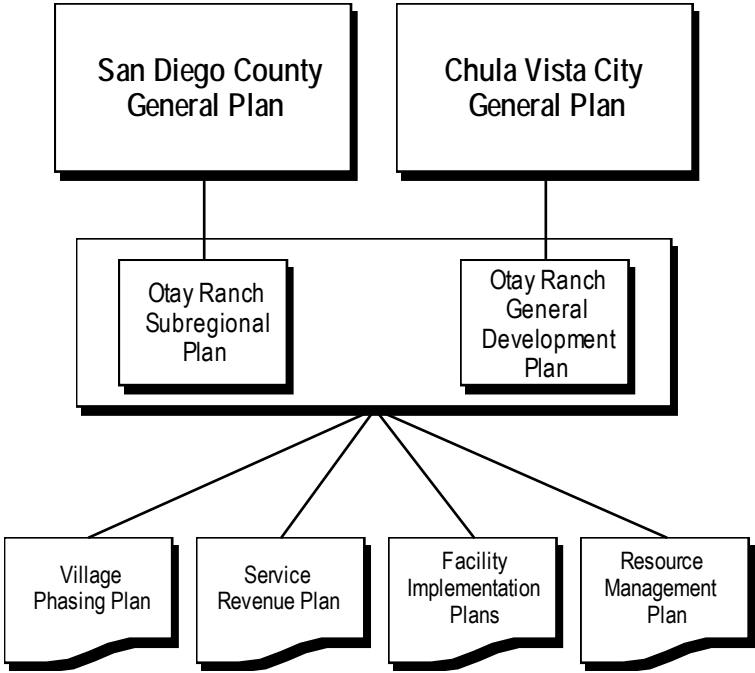 San Diego County
General Plan
Chula Vista City
General Plan
Otay Ranch
Subregional
Plan
Otay Ranch
General
Development
Plan
Village
Phasing Plan
Service
Revenue Plan
Facility
Implementation
Plans
Resource
Management
Plan